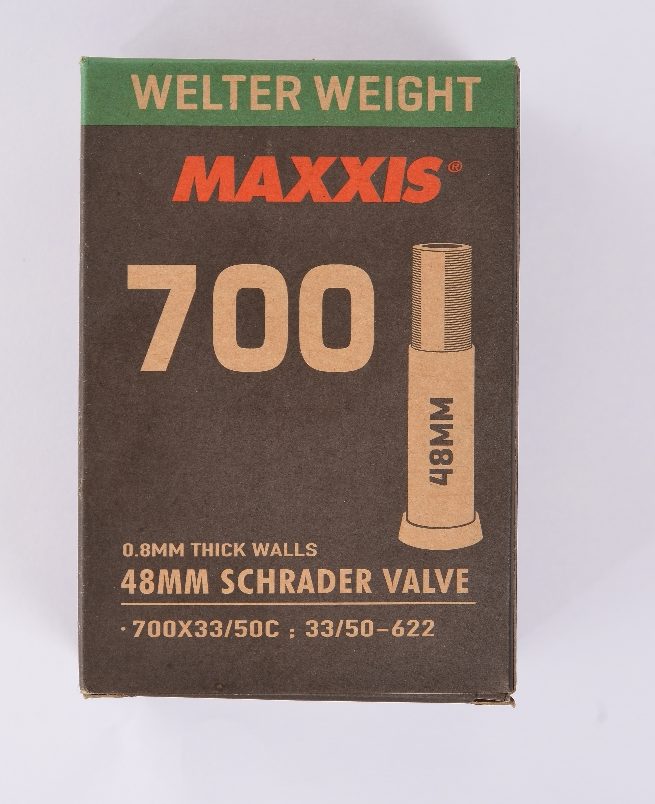 WELTER WEIGHT
MAXXIS®
700
48MM
0.8MM THICK WALLS
48MM SCHRADER VALVE
·700X33/50C ; 33/50-622